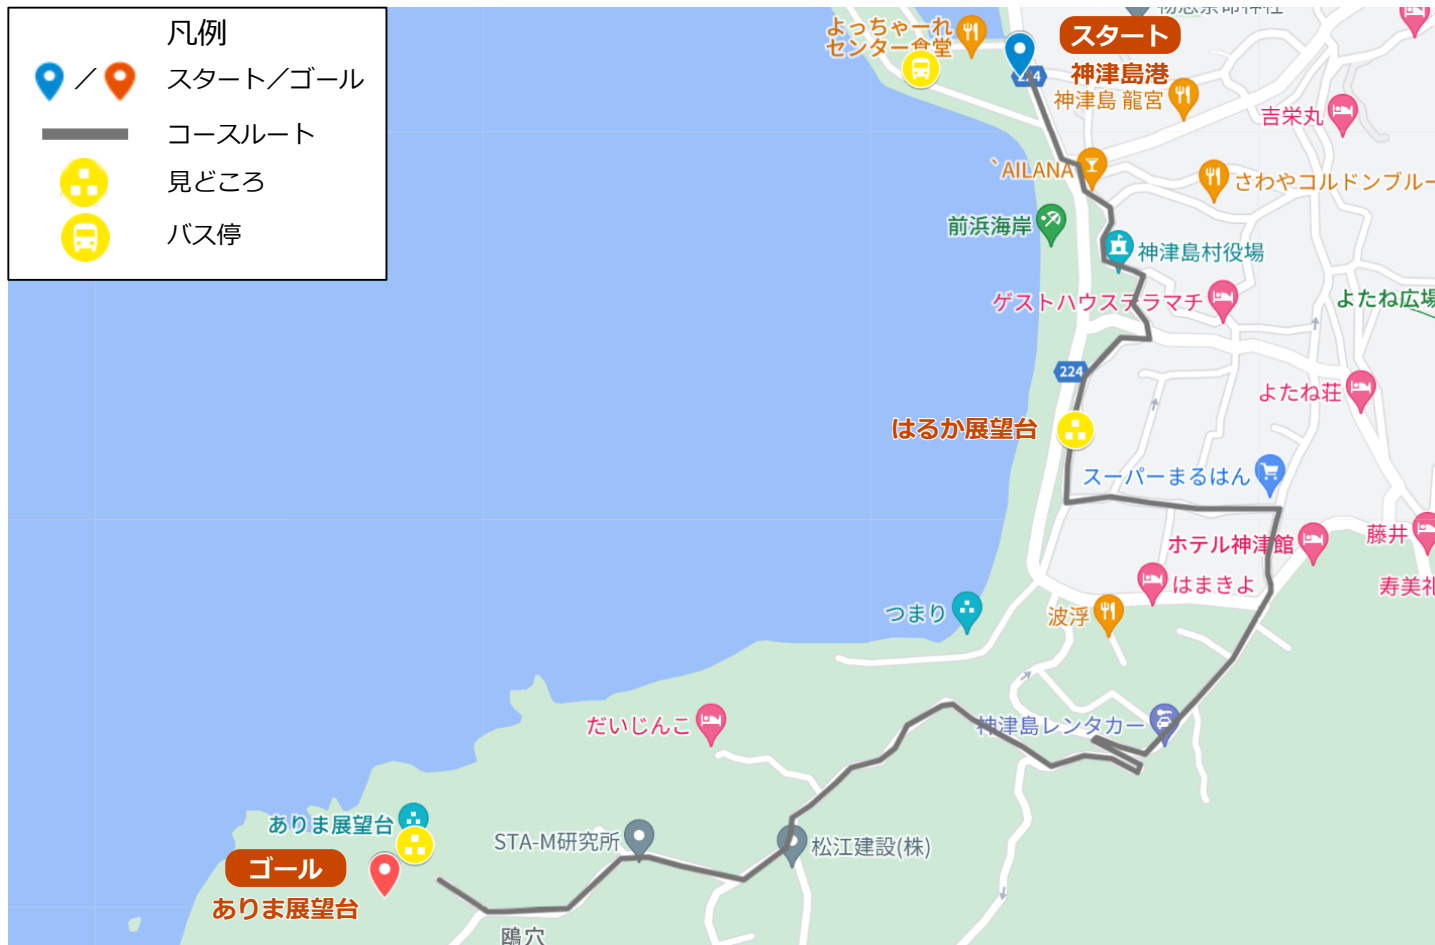 凡例
／
スタート／ゴール
コースルート
見どころ
バス停
よっちゃーれ
センター食堂
スタート
神津島港
神津島 龍宮
吉栄丸
`AILANA
さわやコルドンブルー
前浜海岸
神津島村役場
ゲストハウステラマチ
よたね広場
224
よたね荘
はるか展望台
スーパーまるはん
ホテル神津館
藤井
はまきよ
寿美礼
つまり
波浮
だいじんこ
神津島レンタカー
ありま展望台
STA-M研究所
松江建設(株)
ゴール
ありま展望台
鴎穴